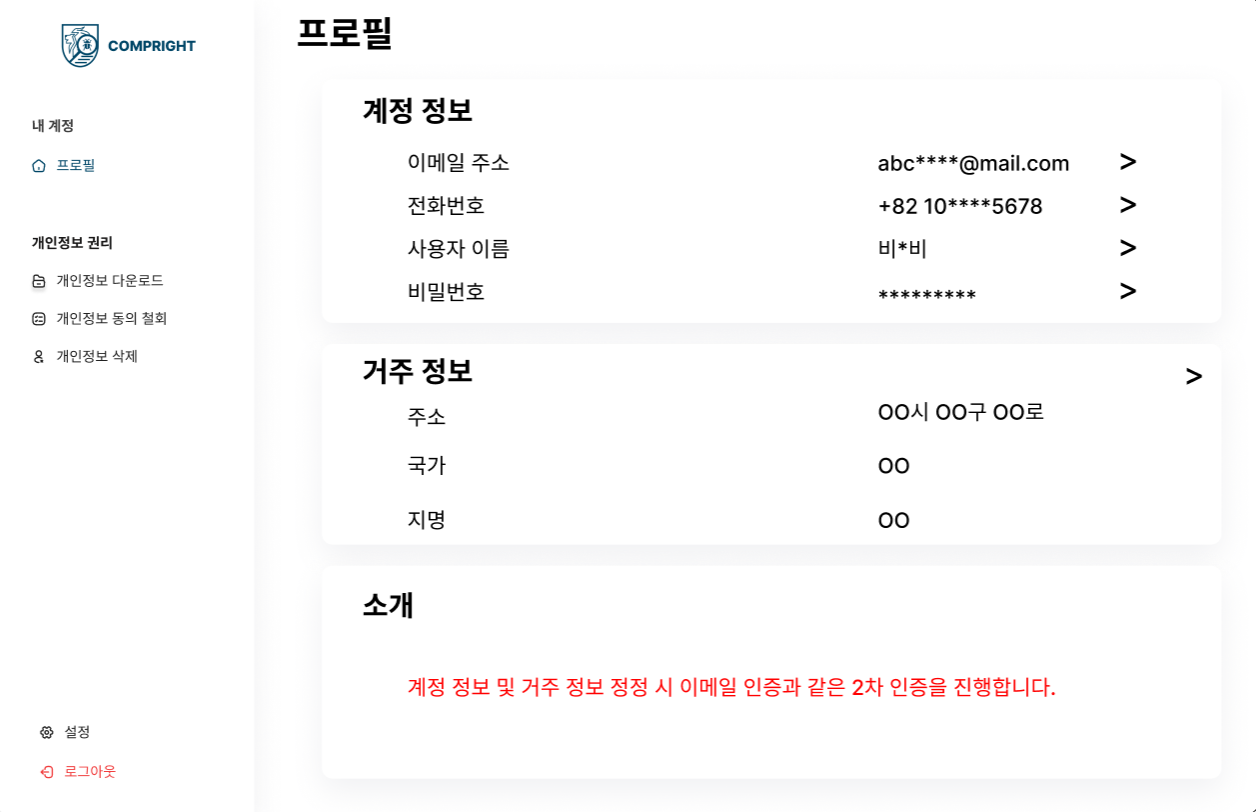 COMPRIGHT
내 계정
프로필
개인정보 권리
개인정보 다운로드
개인정보 동의 철회
개인정보 삭제
설정
로그아웃
프로필
계정 정보
이메일 주소 abc****@mail.com >
전화번호 +82 10****5678 >
사용자 이름 비*비 >
비밀번호 ********* >
거주 정보 >
주소 OO시 OO구 OO로
국가 OO
지명 OO
소개
계정 정보 및 거주 정보 정정 시 이메일 인증과 같은 2차 인증을 진행합니다.